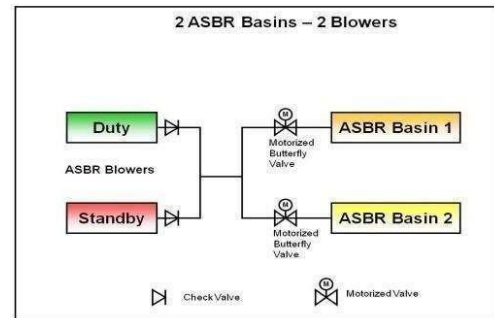 2 ASBR Basins – 2 Blowers
Duty
M
ASBR Basin 1
Motorized
Butterfly
Valve
ASBR Blowers
Standby
M
ASBR Basin 2
Motorized
Butterfly
Valve
Check Valve
M
Motorized Valve